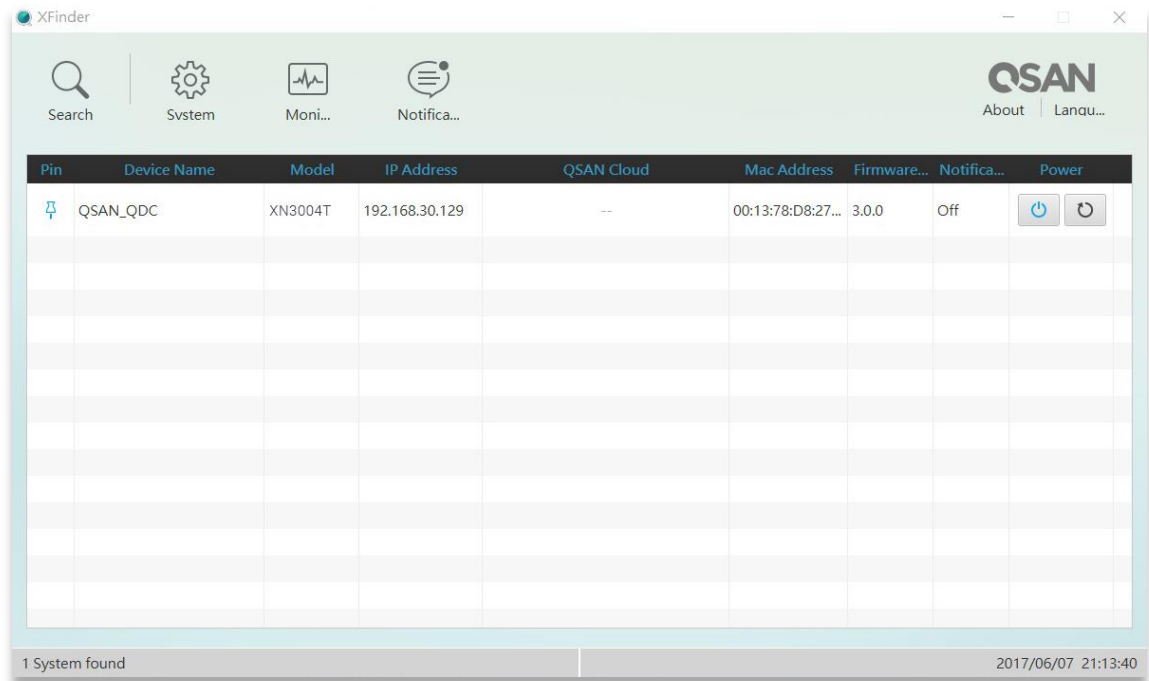 XFinder
Search
System
Moni...
Notifica...
QSAN
About
Langu...
Pin Device Name Model IP Address QSAN Cloud Mac Address Firmware... Notifica... Power
QSAN_QDC XN3004T 192.168.30.129 -- 00:13:78:D8:27... 3.0.0 Off
1 System found
2017/06/07 21:13:40